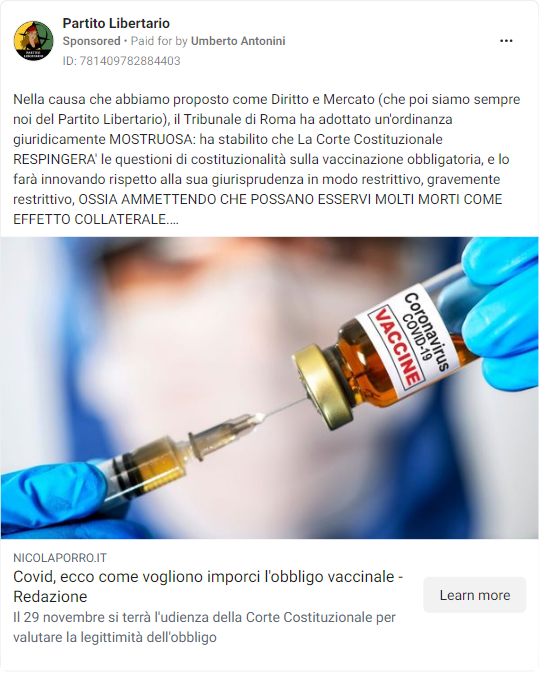 Partito Libertario
Sponsored • Paid for by Umberto Antonini
ID: 781409782884403
Nella causa che abbiamo proposto come Diritto e Mercato (che poi siamo sempre
noi del Partito Libertario), il Tribunale di Roma ha adottato un'ordinanza
giuridicamente MOSTRUOSA: ha stabilito che La Corte Costituzionale
RESPINGERA' le questioni di costituzionalità sulla vaccinazione obbligatoria, e lo
farà innovando rispetto alla sua giurisprudenza in modo restrittivo, gravemente
restrittivo, OSSIA AMMETTENDO CHE POSSANO ESSERVI MOLTI MORTI COME
EFFETTO COLLATERALE....
Coronavirus
COVID-19
VACCINE
NICOLAPORRO.IT
Covid, ecco come vogliono imporci l'obbligo vaccinale -
Redazione
Il 29 novembre si terrà l'udienza della Corte Costituzionale per
valutare la legittimità dell'obbligo
Learn more